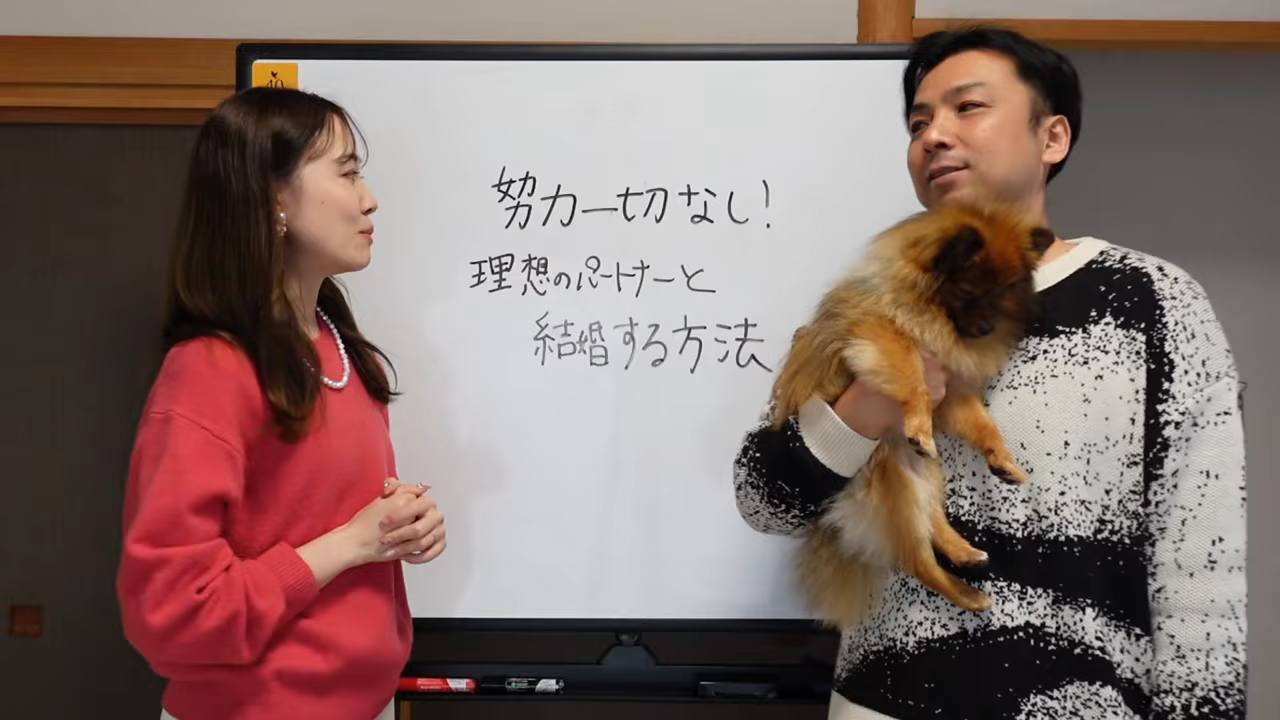 努力一切なし!
理想のパートナーと
結婚する方法